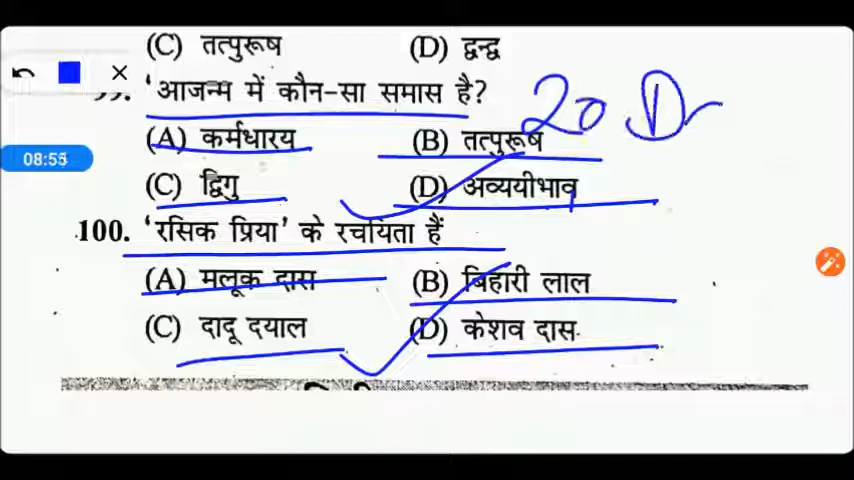 (C) तत्पुरूष (D) द्वन्द्व
99. 'आजन्म में कौन-सा समास है?
20 D
(A) कर्मधारय (B) तत्पुरूष
08:55
(C) द्विगु (D) अव्ययीभाव
100. 'रसिक प्रिया' के रचयिता हैं
(A) मलूक दास (B) बिहारी लाल
(C) दादू दयाल (D) केशव दास